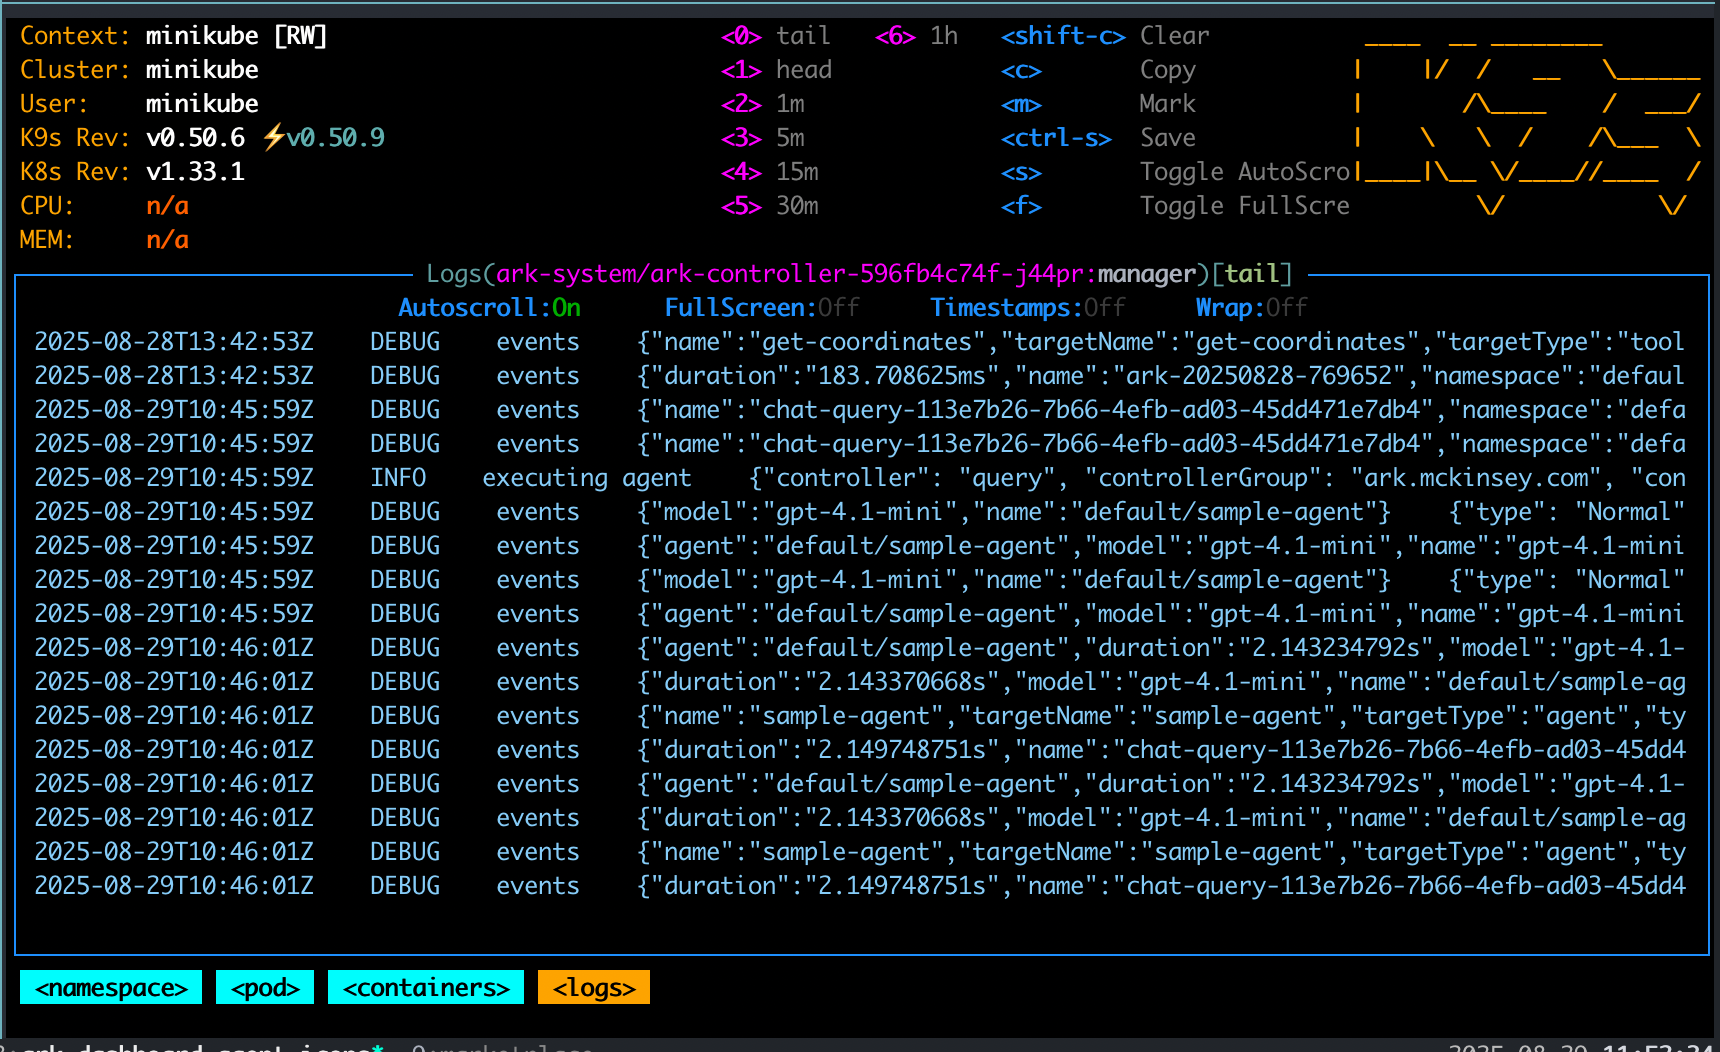 Context: minikube [RW] <0> tail <6> 1h <shift-c> Clear
Cluster: minikube <1> head <c> Copy
User: minikube <2> 1m <m> Mark
K9s Rev: v0.50.6 ⚡v0.50.9 <3> 5m <ctrl-s> Save
K8s Rev: v1.33.1 <4> 15m <s> Toggle AutoScro
CPU: n/a <5> 30m <f> Toggle FullScre
MEM: n/a
Logs(ark-system/ark-controller-596fb4c74f-j44pr:manager)[tail]
Autoscroll:On FullScreen:Off Timestamps:Off Wrap:Off
2025-08-28T13:42:53Z DEBUG events {"name":"get-coordinates","targetName":"get-coordinates","targetType":"tool
2025-08-28T13:42:53Z DEBUG events {"duration":"183.708625ms","name":"ark-20250828-769652","namespace":"defaul
2025-08-29T10:45:59Z DEBUG events {"name":"chat-query-113e7b26-7b66-4efb-ad03-45dd471e7db4","namespace":"defa
2025-08-29T10:45:59Z DEBUG events {"name":"chat-query-113e7b26-7b66-4efb-ad03-45dd471e7db4","namespace":"defa
2025-08-29T10:45:59Z INFO executing agent {"controller": "query", "controllerGroup": "ark.mckinsey.com", "con
2025-08-29T10:45:59Z DEBUG events {"model":"gpt-4.1-mini","name":"default/sample-agent"} {"type": "Normal"
2025-08-29T10:45:59Z DEBUG events {"agent":"default/sample-agent","model":"gpt-4.1-mini","name":"gpt-4.1-mini
2025-08-29T10:45:59Z DEBUG events {"model":"gpt-4.1-mini","name":"default/sample-agent"} {"type": "Normal"
2025-08-29T10:45:59Z DEBUG events {"agent":"default/sample-agent","model":"gpt-4.1-mini","name":"gpt-4.1-mini
2025-08-29T10:46:01Z DEBUG events {"agent":"default/sample-agent","duration":"2.143234792s","model":"gpt-4.1-
2025-08-29T10:46:01Z DEBUG events {"duration":"2.143370668s","model":"gpt-4.1-mini","name":"default/sample-ag
2025-08-29T10:46:01Z DEBUG events {"name":"sample-agent","targetName":"sample-agent","targetType":"agent","ty
2025-08-29T10:46:01Z DEBUG events {"duration":"2.149748751s","name":"chat-query-113e7b26-7b66-4efb-ad03-45dd4
2025-08-29T10:46:01Z DEBUG events {"agent":"default/sample-agent","duration":"2.143234792s","model":"gpt-4.1-
2025-08-29T10:46:01Z DEBUG events {"duration":"2.143370668s","model":"gpt-4.1-mini","name":"default/sample-ag
2025-08-29T10:46:01Z DEBUG events {"name":"sample-agent","targetName":"sample-agent","targetType":"agent","ty
2025-08-29T10:46:01Z DEBUG events {"duration":"2.149748751s","name":"chat-query-113e7b26-7b66-4efb-ad03-45dd4
<namespace> <pod> <containers> <logs>